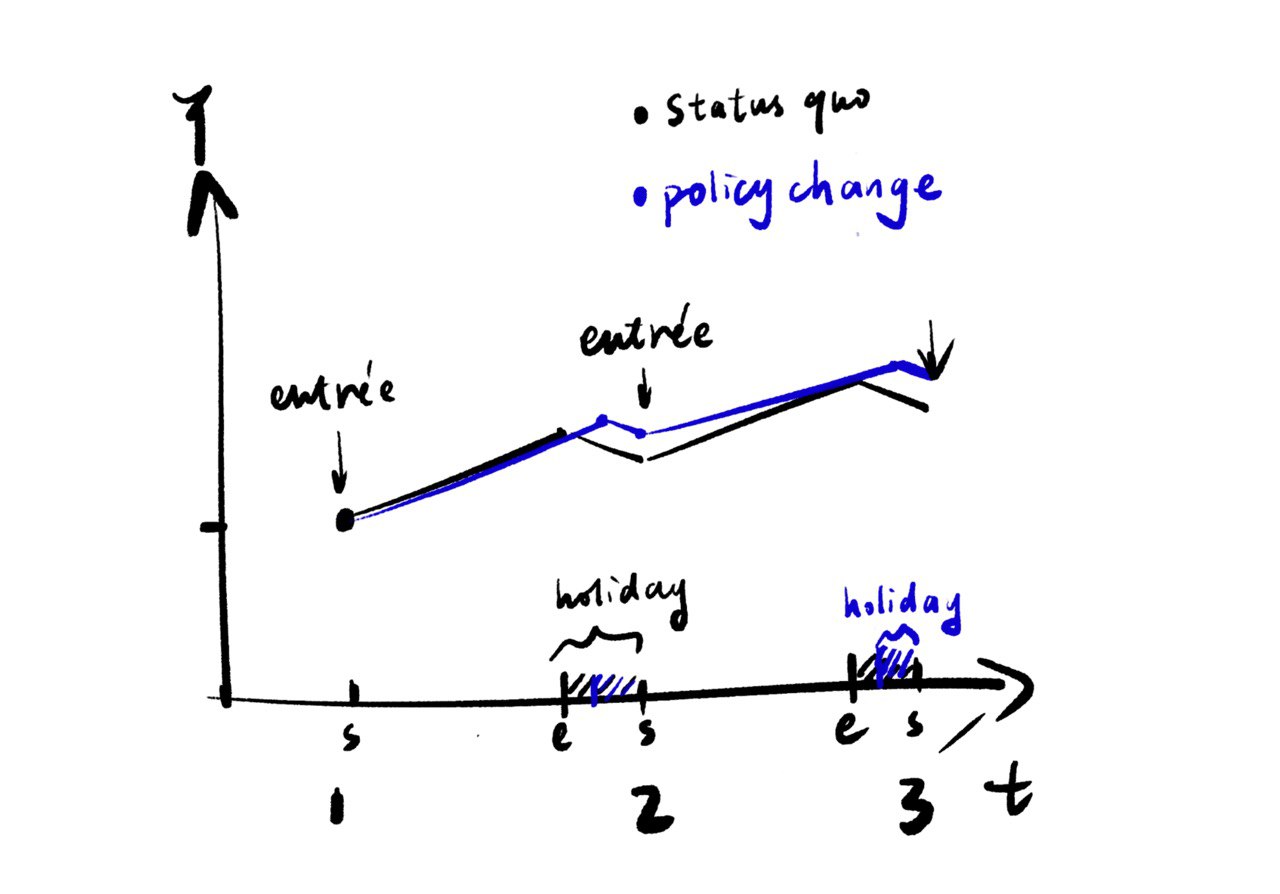 Y
• Status quo
• policy change
entrée
entrée
holiday
holiday
s e s e s
1 2 3 t